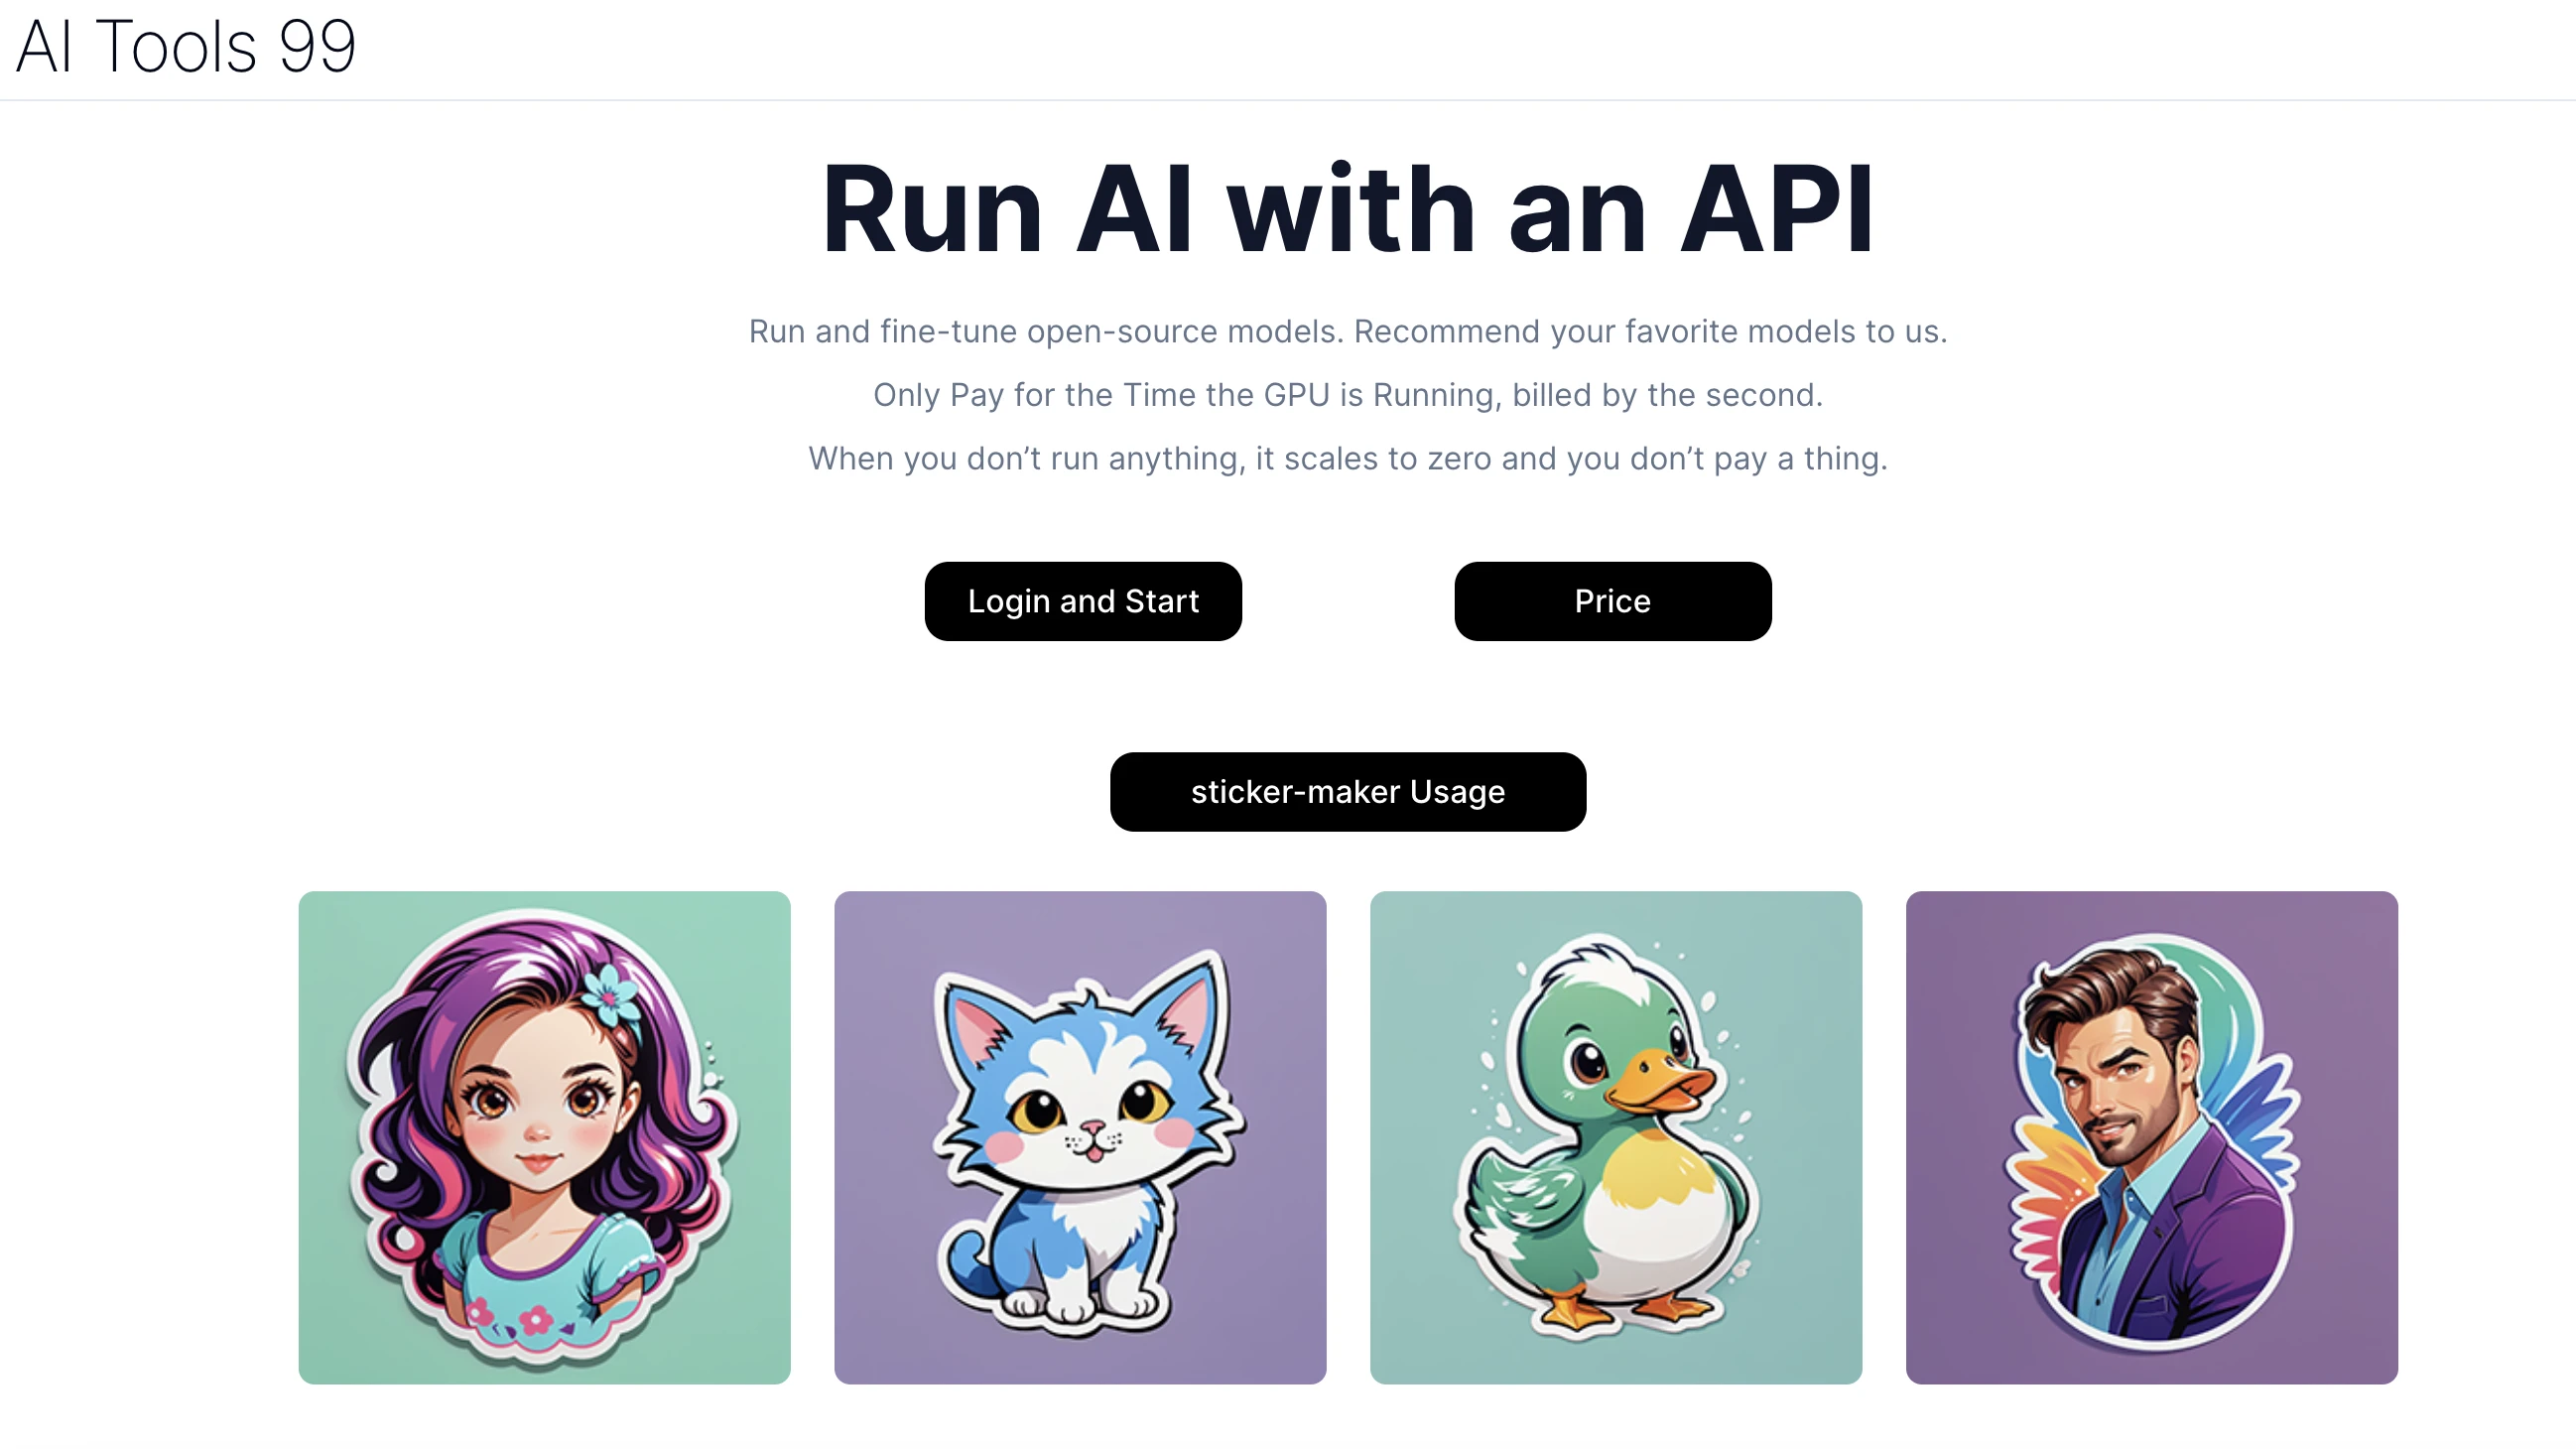 AI Tools 99
Run AI with an API
Run and fine-tune open-source models. Recommend your favorite models to us.
Only Pay for the Time the GPU is Running, billed by the second.
When you don’t run anything, it scales to zero and you don’t pay a thing.
Login and Start
Price
sticker-maker Usage